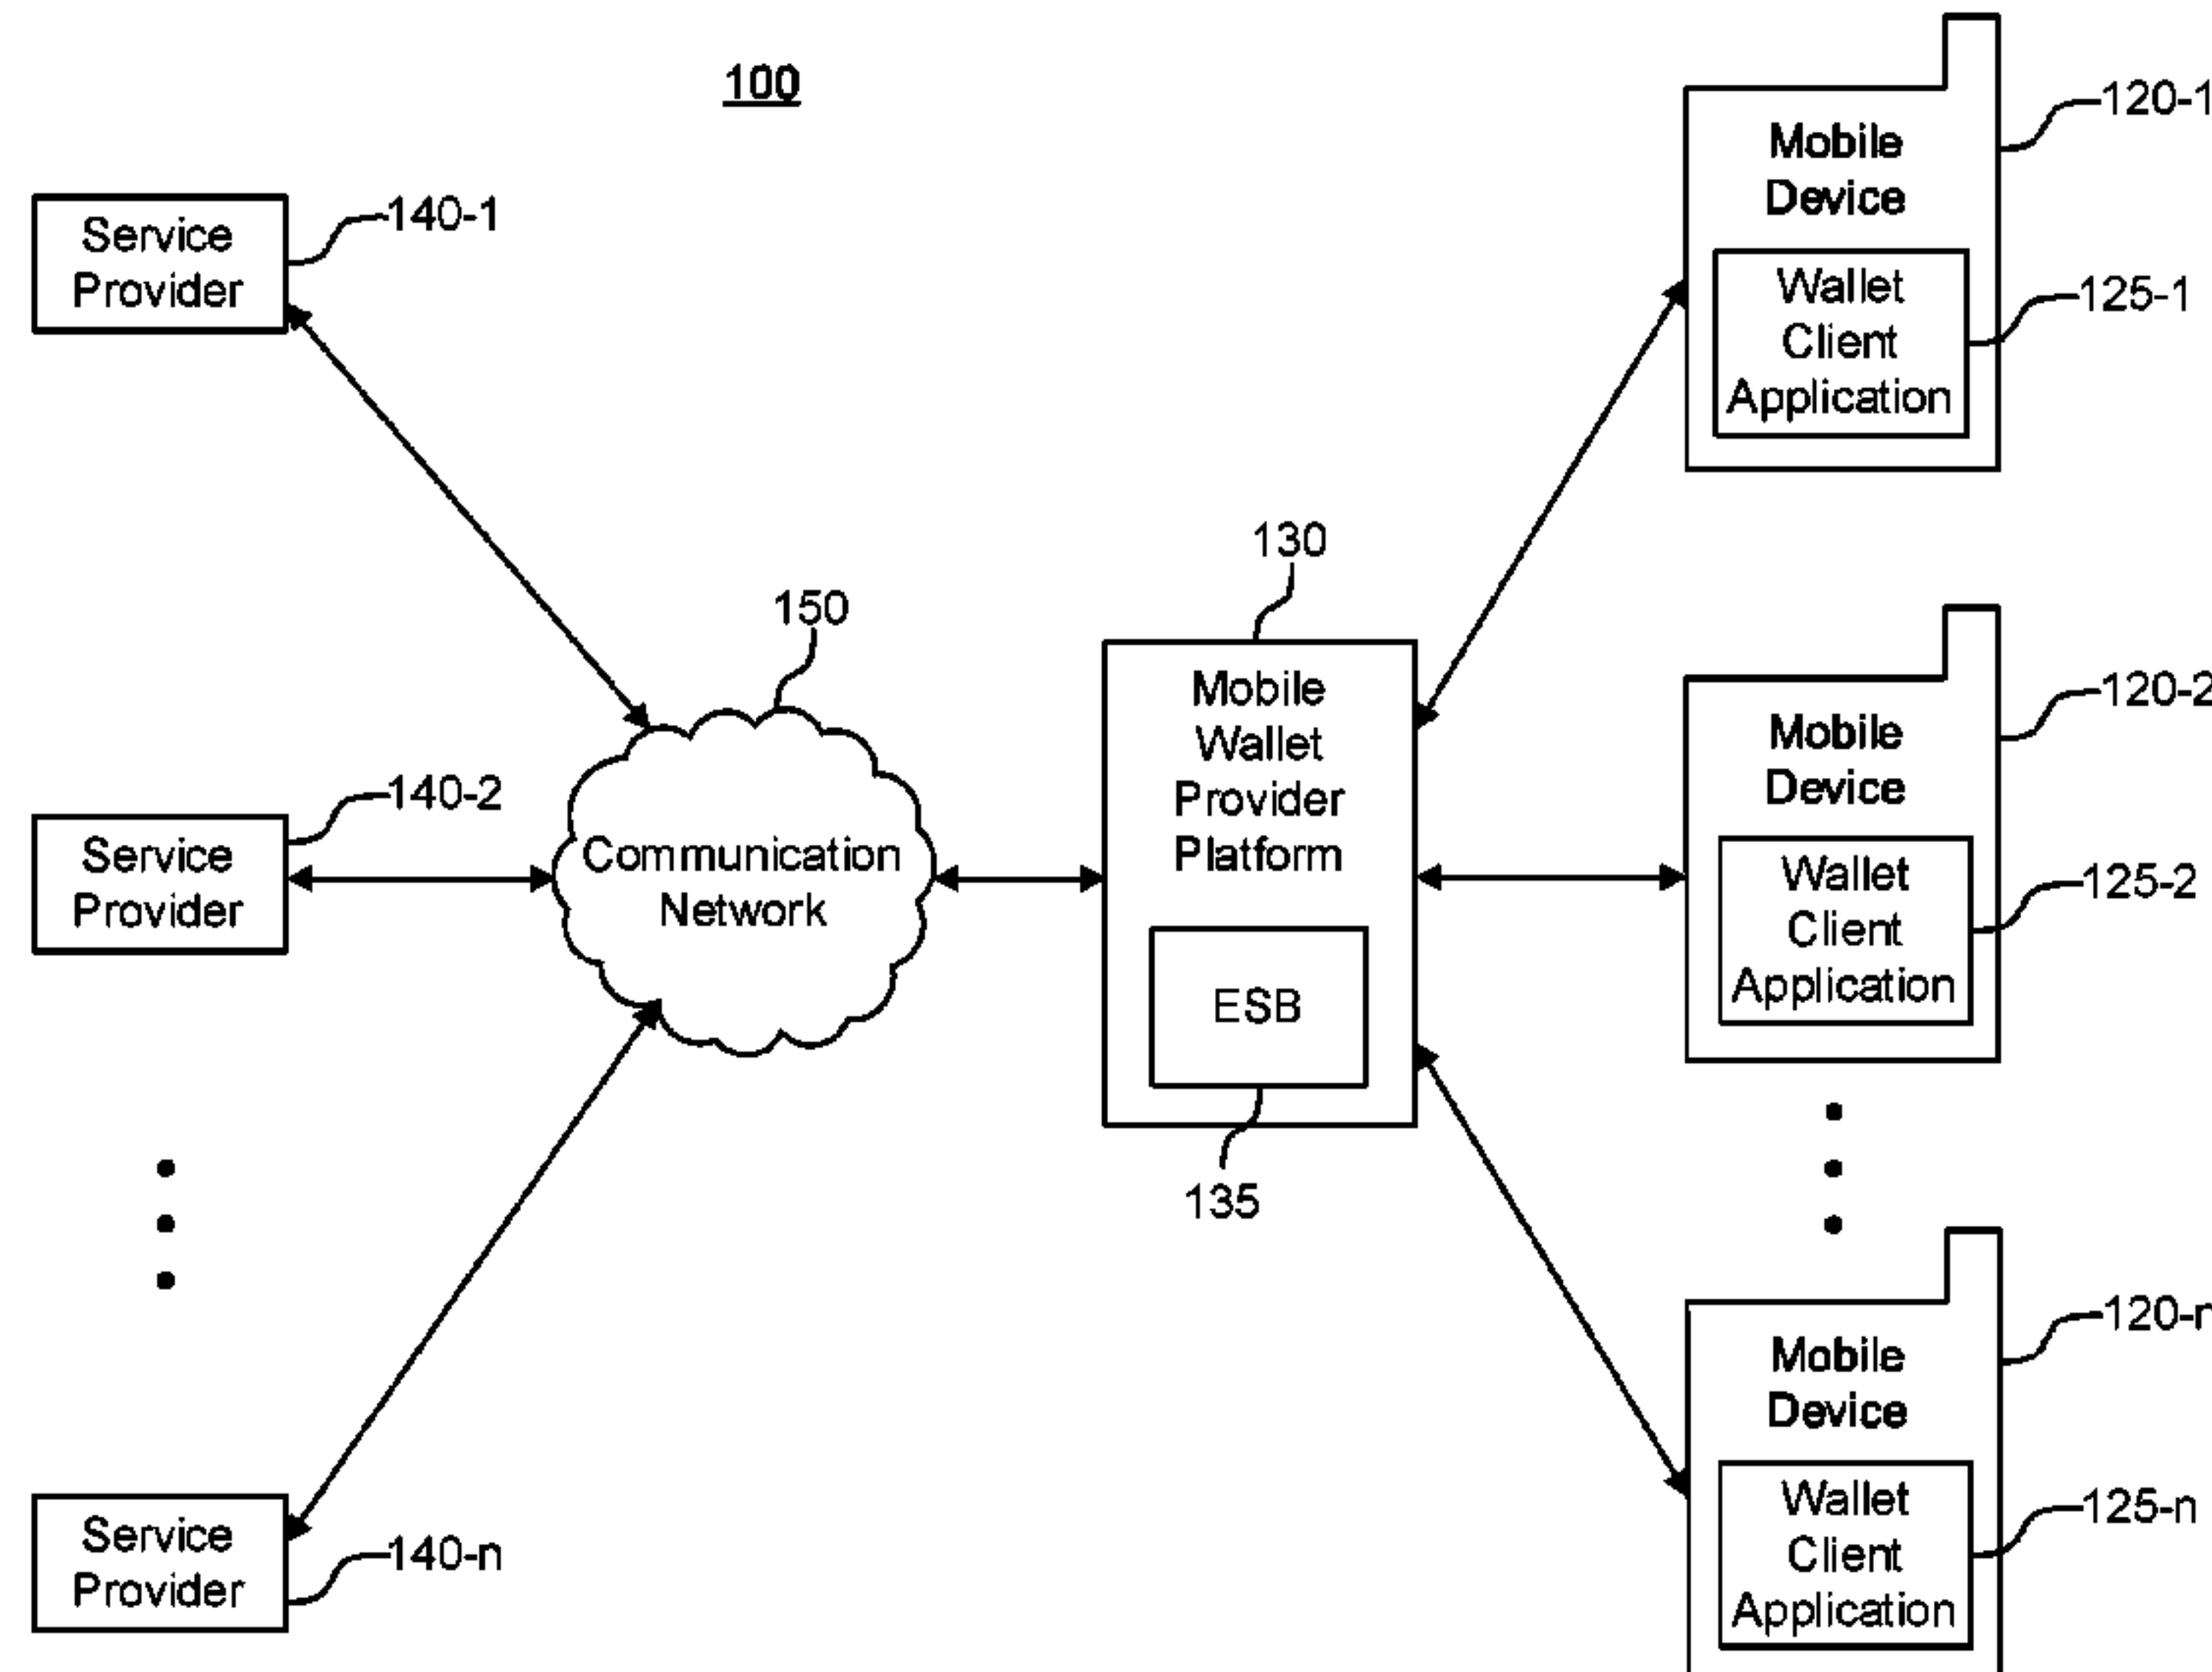 100
120-1
Mobile
Device
Wallet
Client
Application
125-1
Service
Provider
140-1
130
150
Mobile
Wallet
Provider
Platform
ESB
135
120-2
Mobile
Device
Wallet
Client
Application
125-2
Service
Provider
140-2
Communication
Network
120-n
Mobile
Device
Wallet
Client
Application
125-n
Service
Provider
140-n